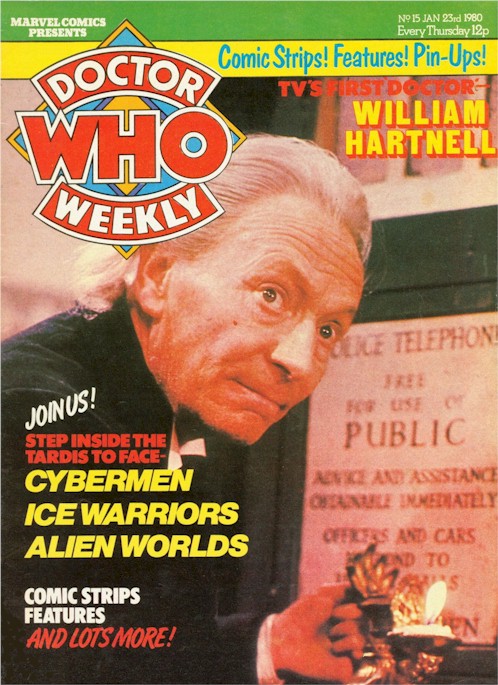 MARVEL COMICS
PRESENTS
Nº 15 JAN 23rd 1980
Every Thursday 12p
Comic Strips! Features! Pin-Ups!
DOCTOR
WHO
WEEKLY
TV'S FIRST DOCTOR—
WILLIAM
HARTNELL
POLICE TELEPHONE
FREE
FOR USE OF
PUBLIC
ADVICE AND ASSISTANCE
OBTAINABLE IMMEDIATELY
OFFICERS AND CARS
TO
JOIN US!
STEP INSIDE THE
TARDIS TO FACE—
CYBERMEN
ICE WARRIORS
ALIEN WORLDS
COMIC STRIPS
FEATURES
AND LOTS MORE!